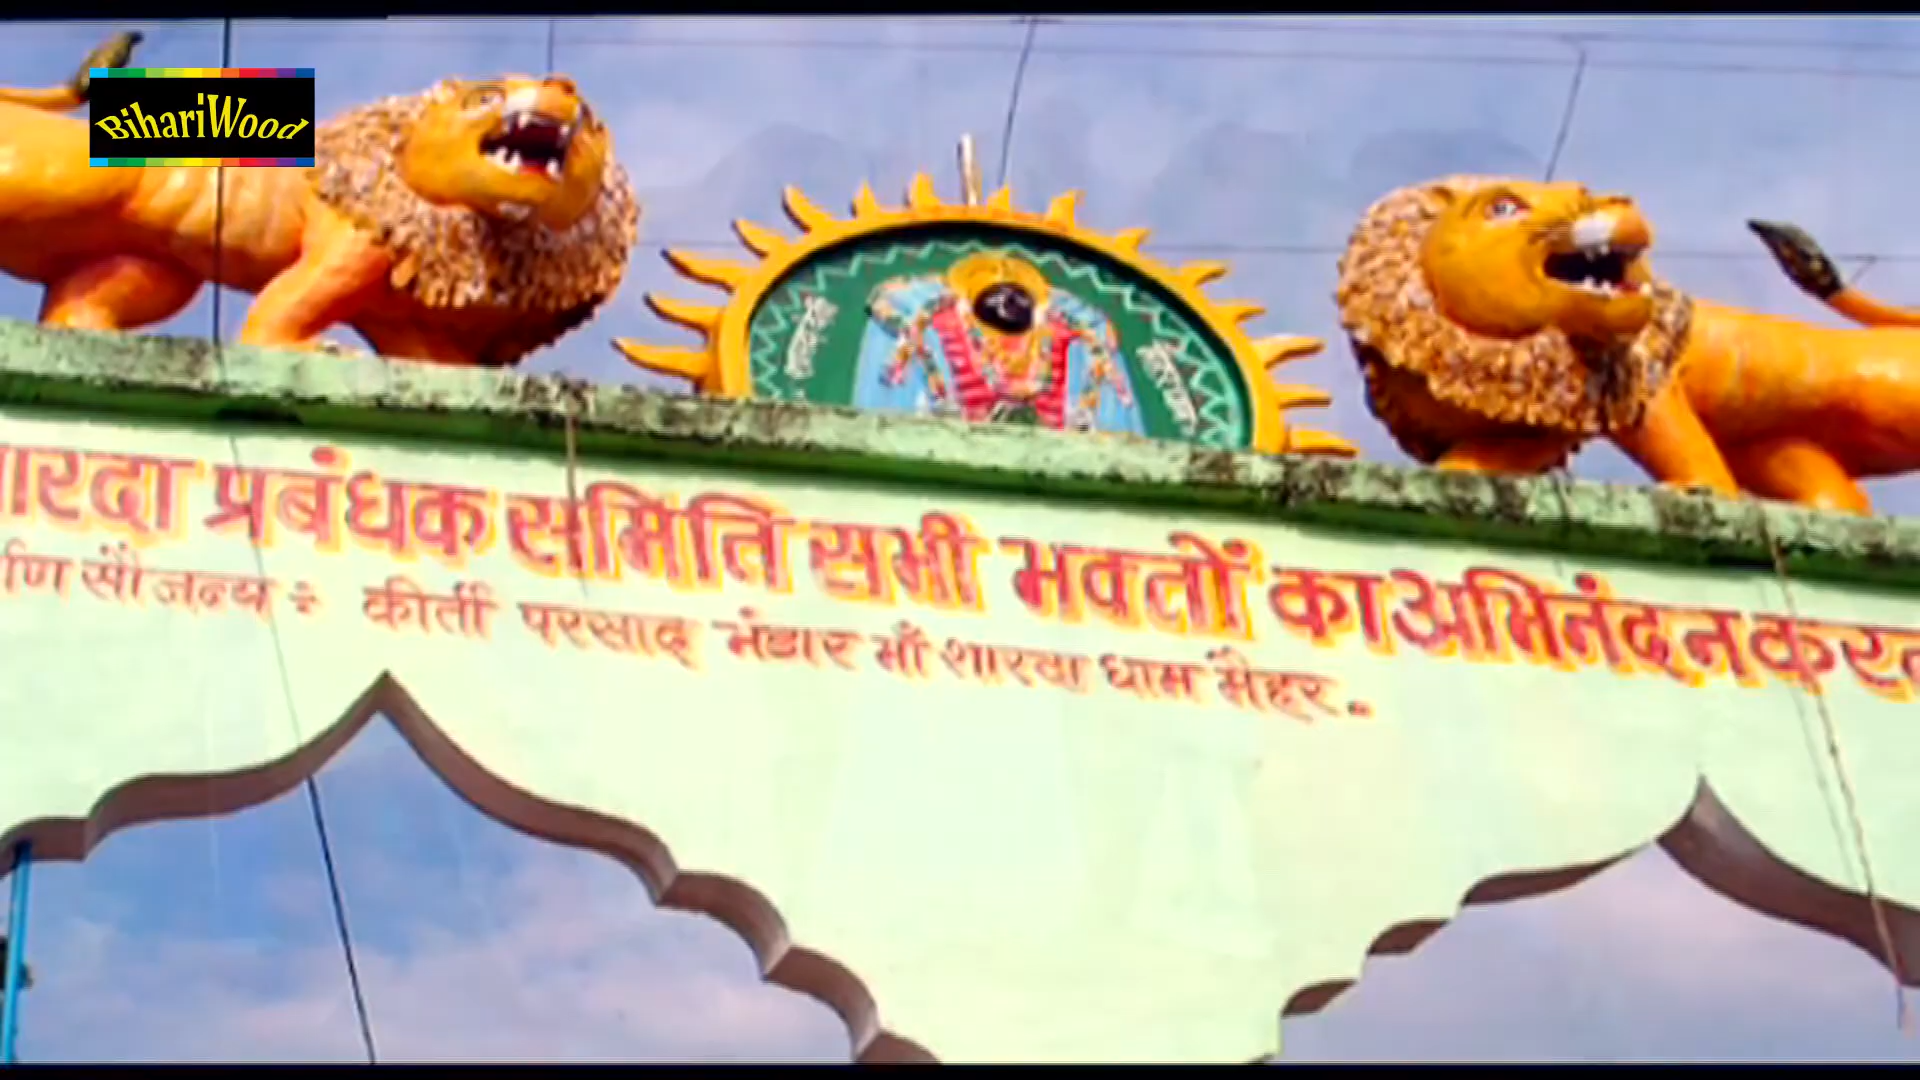 BihariWood
ारदा प्रबंधक समिति सभी भक्तों का अभिनंदन करत
र्माण सौजन्य : कीर्ती परसाद भंडार माँ शारदा धाम मैहर .